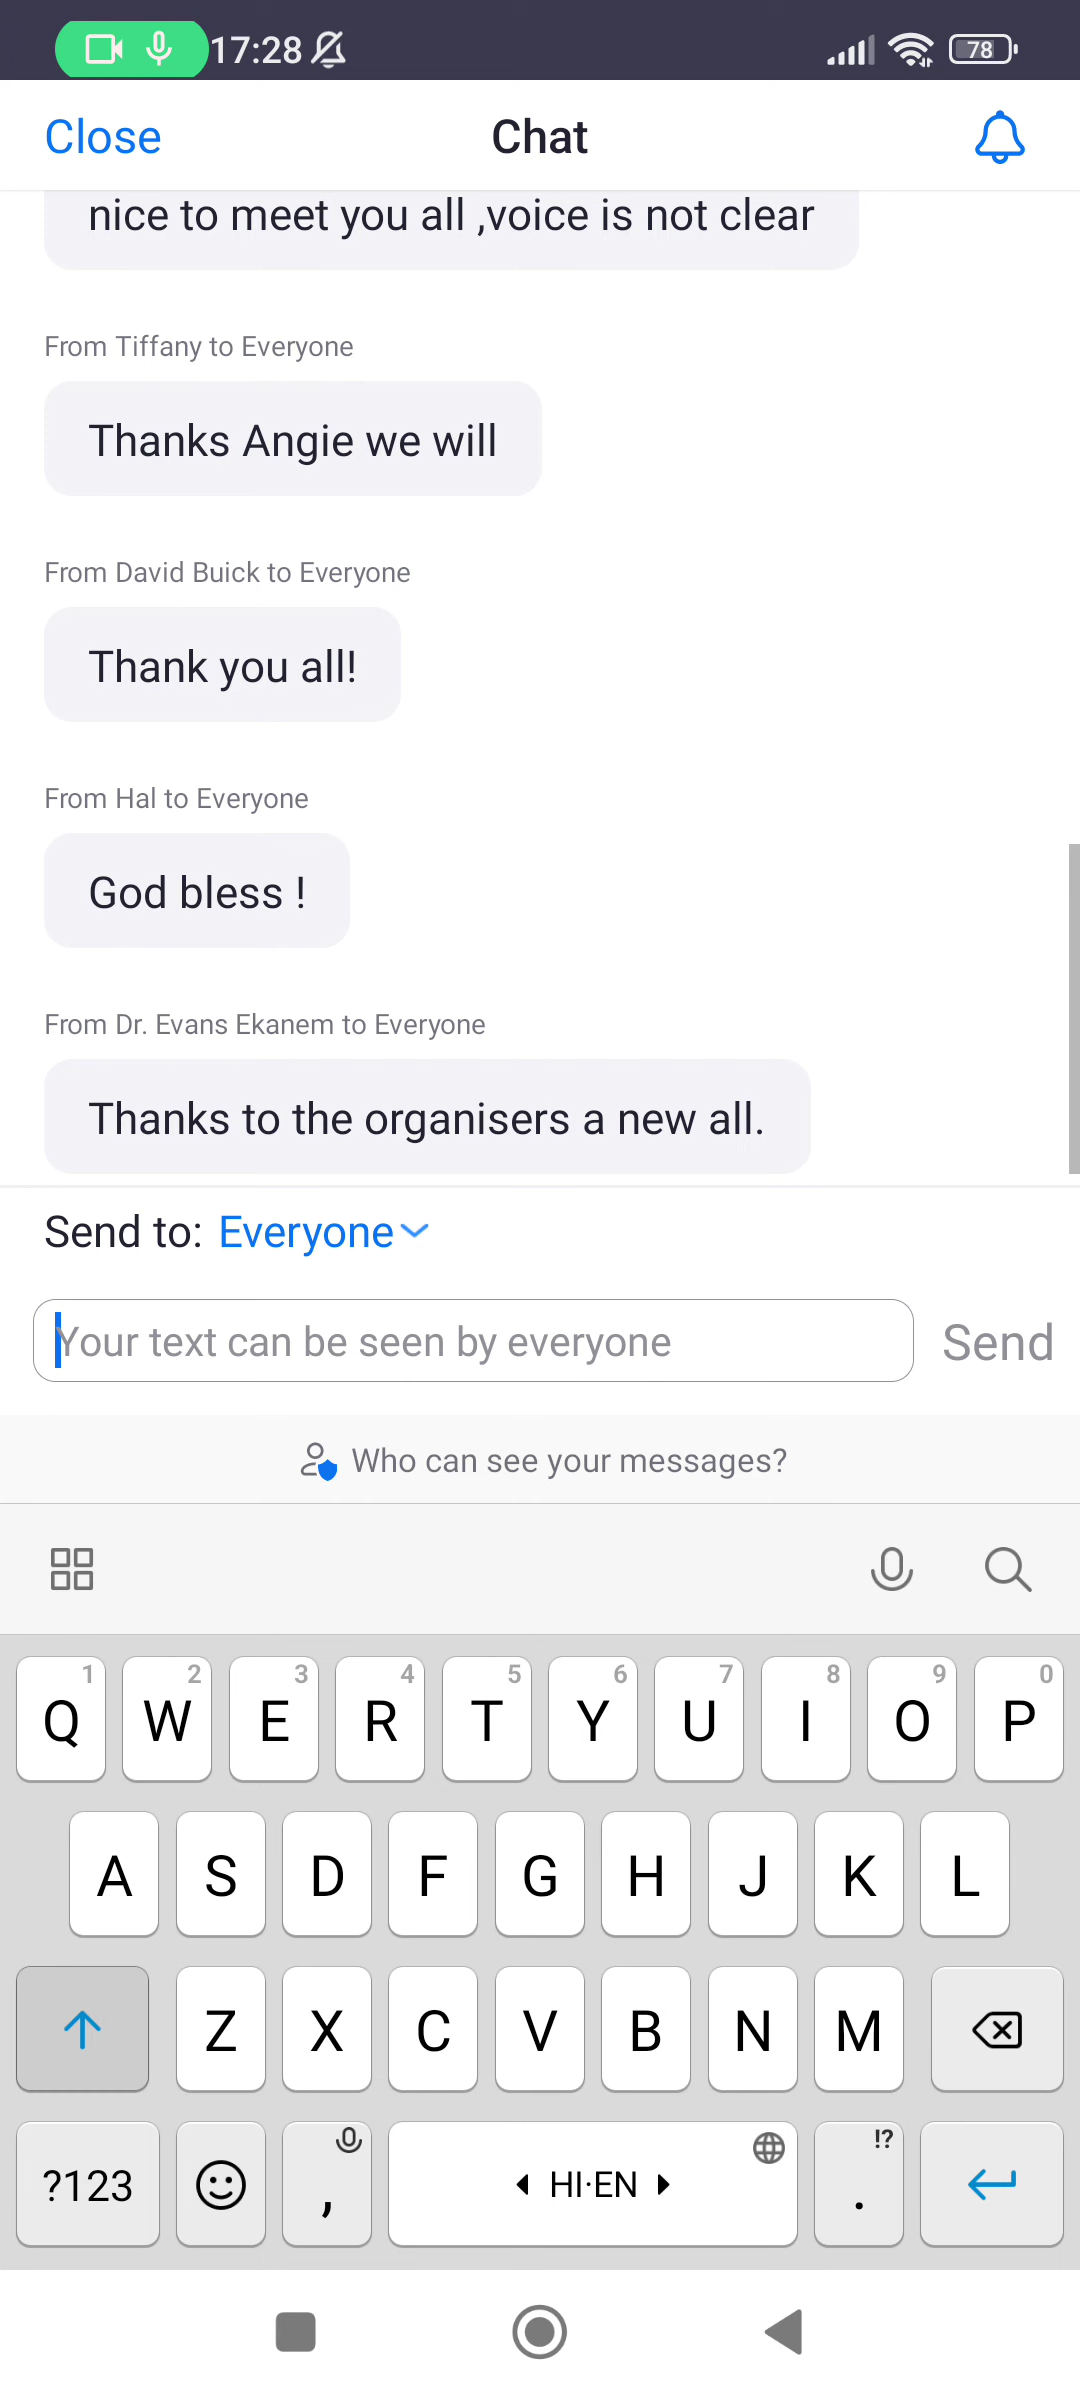 17:28
78
Close
Chat
nice to meet you all ,voice is not clear
From Tiffany to Everyone
Thanks Angie we will
From David Buick to Everyone
Thank you all!
From Hal to Everyone
God bless !
From Dr. Evans Ekanem to Everyone
Thanks to the organisers a new all.
Send to: Everyone
Your text can be seen by everyone
Send
Who can see your messages?
1 2 3 4 5 6 7 8 9 0
Q W E R T Y U I O P
A S D F G H J K L
Z X C V B N M
!?
?123 , HI·EN .